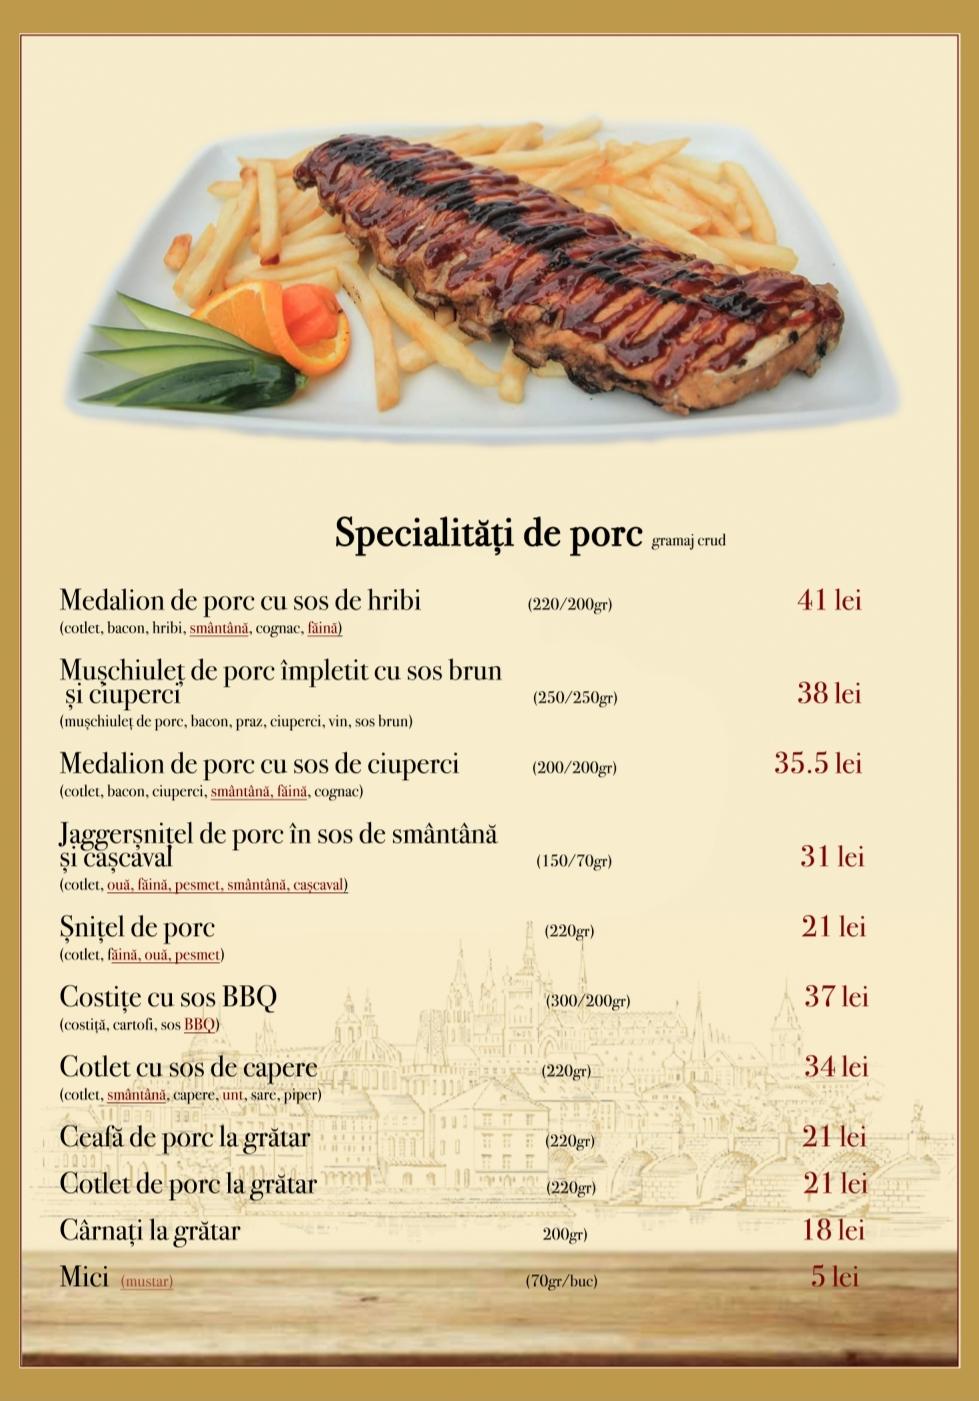 Specialități de porc gramaj crud
Medalion de porc cu sos de hribi (220/200gr) 41 lei
(cotlet, bacon, hribi, smântână, cognac, făină)
Mușchiuleț de porc împletit cu sos brun
și ciuperci (250/250gr) 38 lei
(mușchiuleț de porc, bacon, praz, ciuperci, vin, sos brun)
Medalion de porc cu sos de ciuperci (200/200gr) 35.5 lei
(cotlet, bacon, ciuperci, smântână, făină, cognac)
Jaggerșnițel de porc în sos de smântână
și cașcaval (150/70gr) 31 lei
(cotlet, ouă, făină, pesmet, smântână, cașcaval)
Șnițel de porc (220gr) 21 lei
(cotlet, făină, ouă, pesmet)
Costițe cu sos BBQ (300/200gr) 37 lei
(costiță, cartofi, sos BBQ)
Cotlet cu sos de capere (220gr) 34 lei
(cotlet, smântână, capere, unt, sare, piper)
Ceafă de porc la grătar (220gr) 21 lei
Cotlet de porc la grătar (220gr) 21 lei
Cârnați la grătar 200gr) 18 lei
Mici (mustar) (70gr/buc) 5 lei